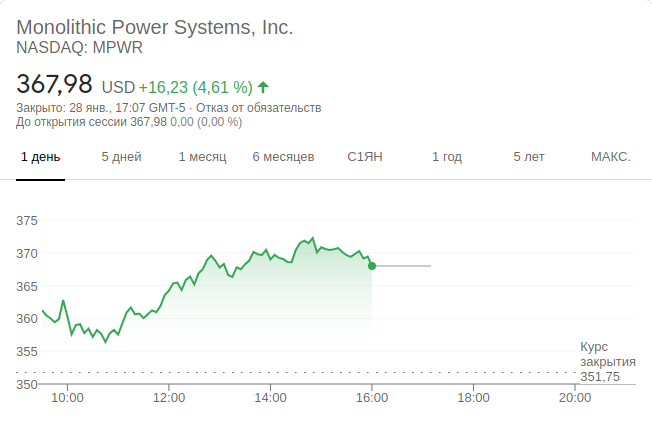 Monolithic Power Systems, Inc.
NASDAQ: MPWR
367,98 USD +16,23 (4,61 %)
Закрыто: 28 янв., 17:07 GMT-5 · Отказ от обязательств
До открытия сессии 367,98 0,00 (0,00 %)
1 день 5 дней 1 месяц 6 месяцев С1ЯН 1 год 5 лет МАКС.
375
370
365
360
355
Курс
закрытия
351,75
350
10:00 12:00 14:00 16:00 18:00 20:00